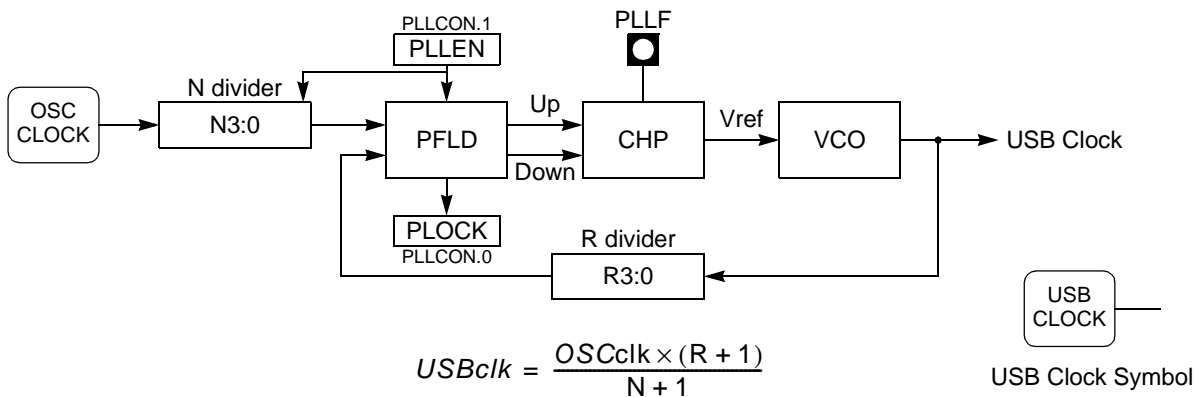 PLLCON.1
PLLEN
PLLF
N divider
OSC
CLOCK
N3:0
PFLD
Up
Down
CHP
Vref
VCO
USB Clock
PLOCK
PLLCON.0
R divider
R3:0
USB
CLOCK
USBclk = OSCclk × (R + 1) / N + 1
USB Clock Symbol